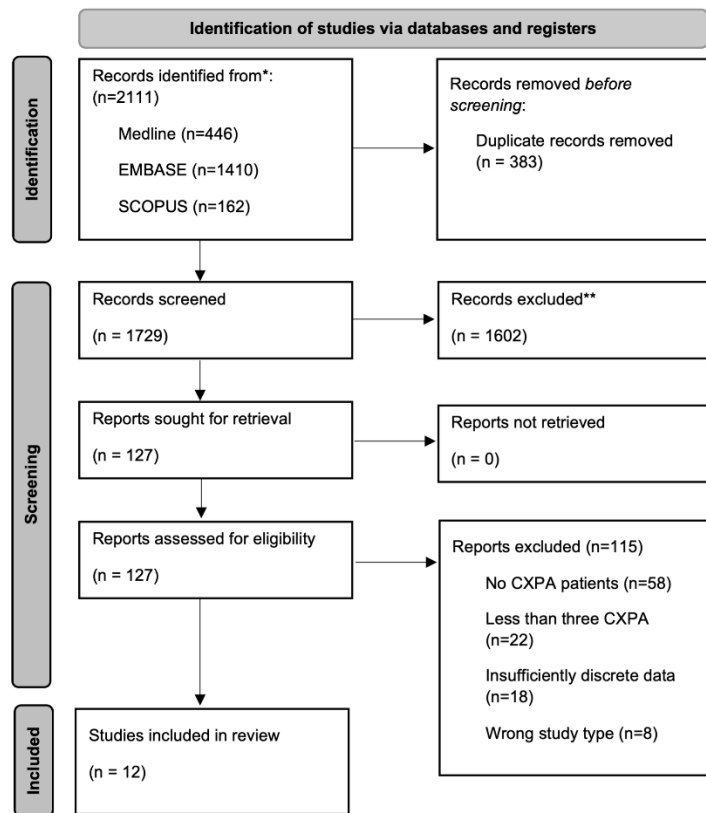 Identification of studies via databases and registers
Identification
Records identified from*:
(n=2111)
Medline (n=446)
EMBASE (n=1410)
SCOPUS (n=162)
Records removed before
screening:
Duplicate records removed
(n = 383)
Screening
Records screened
(n = 1729)
Records excluded**
(n = 1602)
Reports sought for retrieval
(n = 127)
Reports not retrieved
(n = 0)
Reports assessed for eligibility
(n = 127)
Reports excluded (n=115)
No CXPA patients (n=58)
Less than three CXPA
(n=22)
Insufficiently discrete data
(n=18)
Wrong study type (n=8)
Included
Studies included in review
(n = 12)